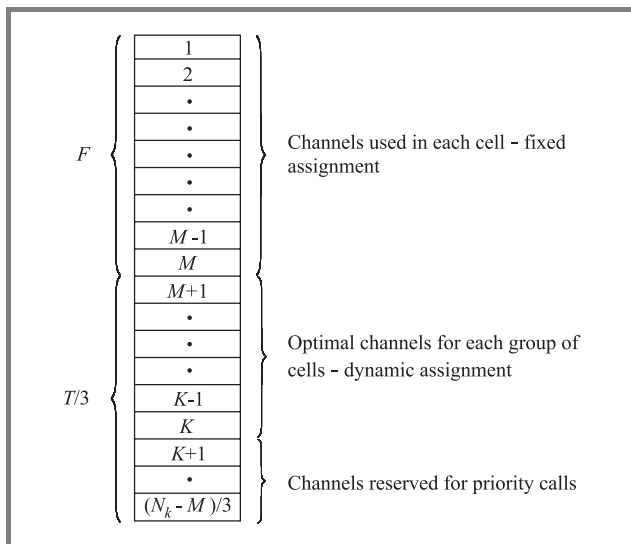 1
2
•
•
F
•
Channels used in each cell – fixed
assignment
•
•
M-1
M
M+1
•
•
•
Optimal channels for each group of
cells – dynamic assignment
T/3
K-1
K
K+1
•
Channels reserved for priority calls
(Nk - M)/3